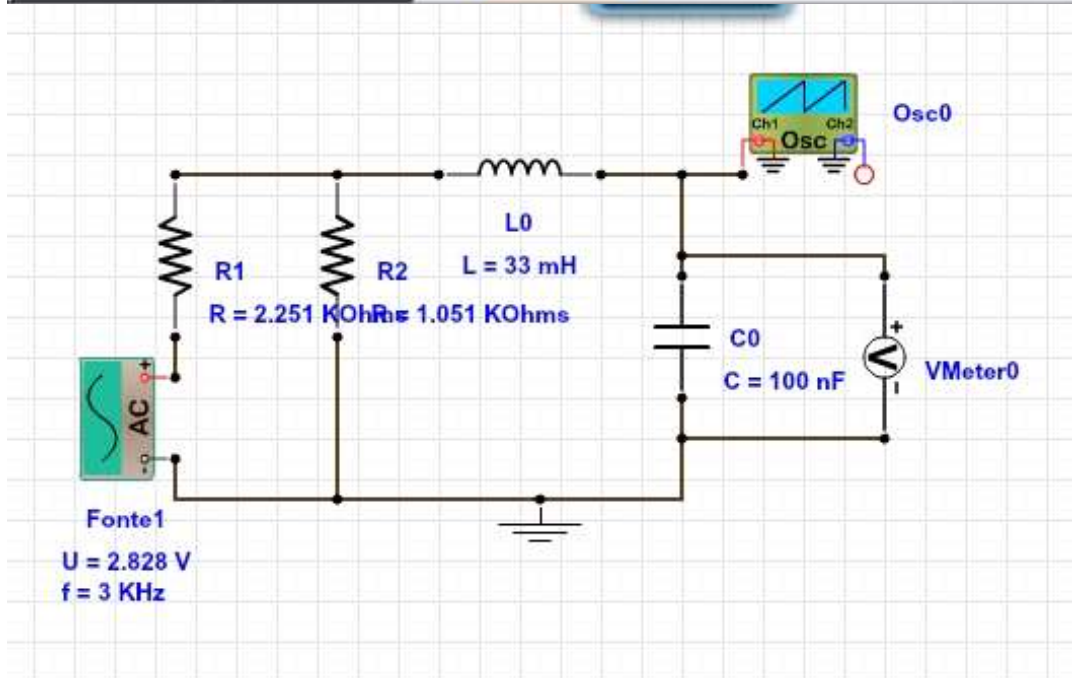 Ch1
Ch2
Osc
Osc0
L0
L = 33 mH
R1
R2
R = 2.251 KOhms
R = 1.051 KOhms
C0
C = 100 nF
+
V
-
VMeter0
+
AC
-
Fonte1
U = 2.828 V
f = 3 KHz